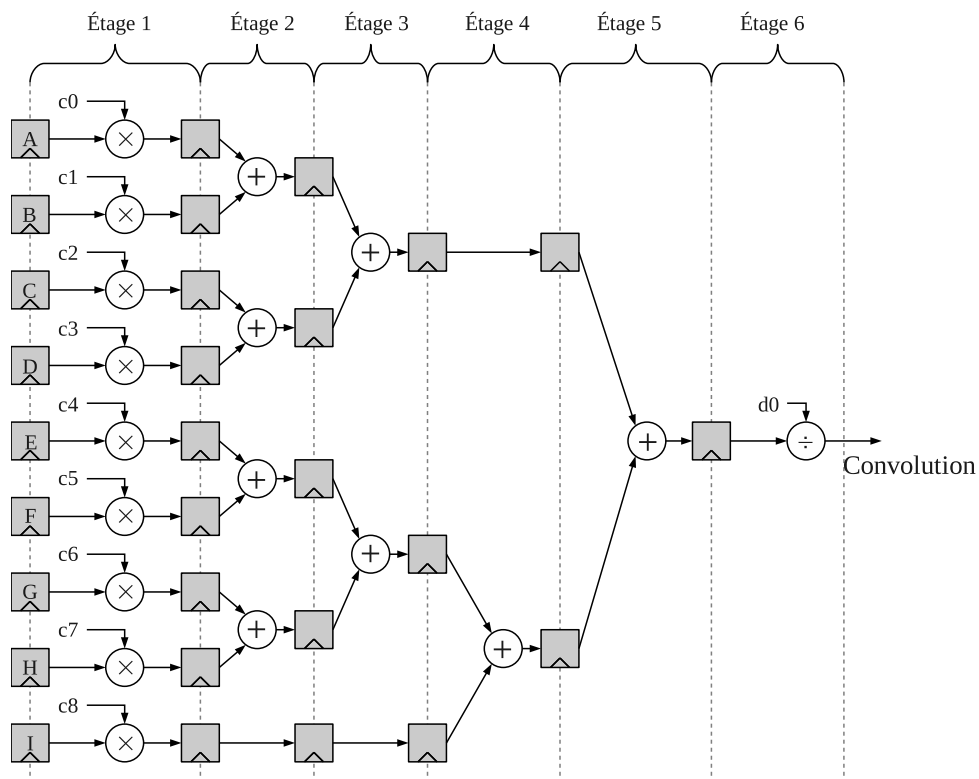 Étage 1
Étage 2
Étage 3
Étage 4
Étage 5
Étage 6
c0
A
×
+
c1
B
×
+
c2
C
×
+
c3
D
×
c4
E
×
+
d0
÷
Convolution
+
c5
F
×
+
c6
G
×
+
c7
H
×
+
c8
I
×